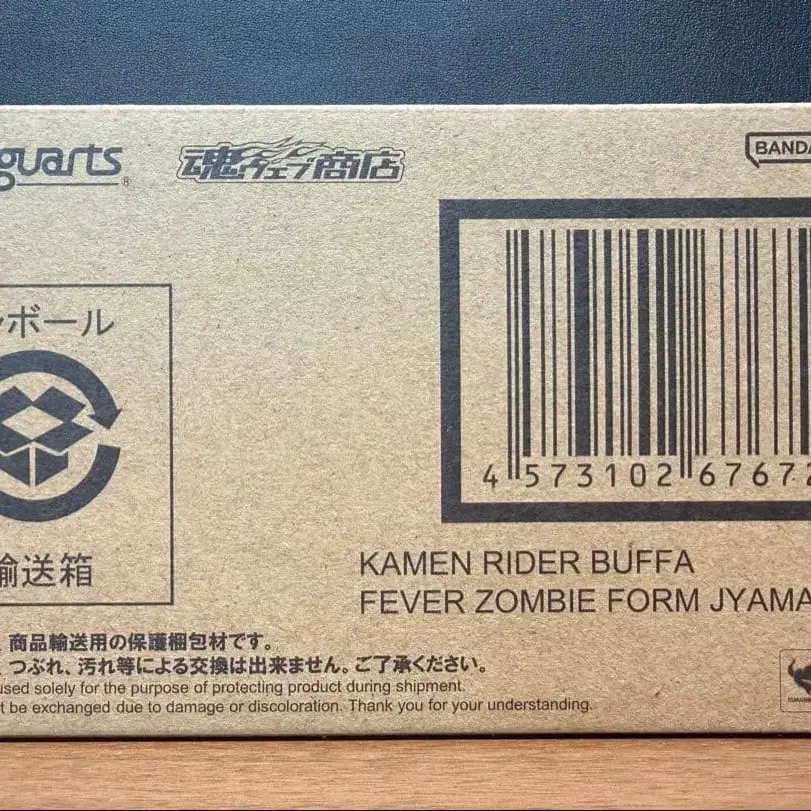 guarts
魂ウェブ商店
BANDA
ボール
輸送箱
4 573102 67672
KAMEN RIDER BUFFA
FEVER ZOMBIE FORM JYAMA
、商品輸送用の保護梱包材です。
、つぶれ、汚れ等による交換は出来ません。ご了承ください。
used solely for the purpose of protecting product during shipment.
t be exchanged due to damage or discoloration. Thank you for your understanding.